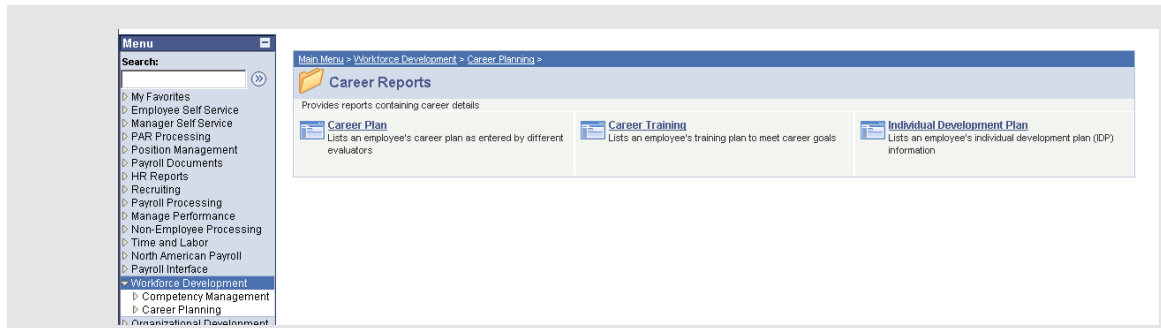 Menu
Search:
My Favorites
Employee Self Service
Manager Self Service
PAR Processing
Position Management
Payroll Documents
HR Reports
Recruiting
Payroll Processing
Manage Performance
Non-Employee Processing
Time and Labor
North American Payroll
Payroll Interface
Workforce Development
Competency Management
Career Planning
Organizational Development
Main Menu > Workforce Development > Career Planning >
Career Reports
Provides reports containing career details
Career Plan
Lists an employee's career plan as entered by different
evaluators
Career Training
Lists an employee's training plan to meet career goals
Individual Development Plan
Lists an employee's individual development plan (IDP)
information